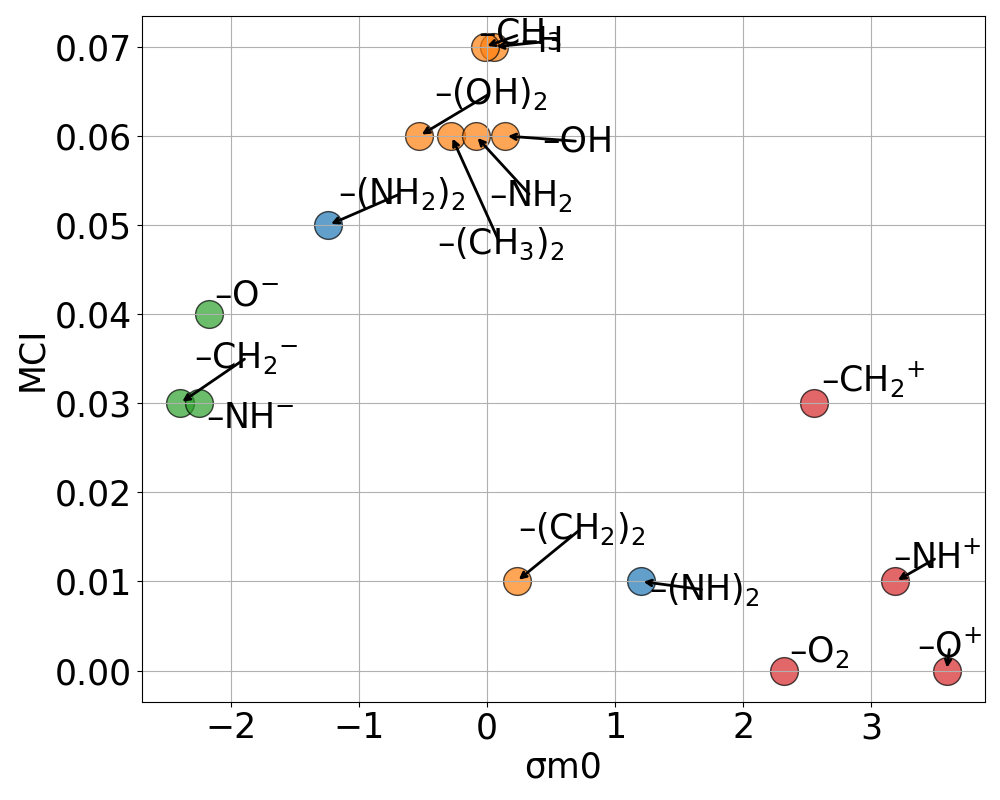 0.07
–CH₃
–H
–(OH)₂
0.06
–OH
–(NH₂)₂
–NH₂
0.05
–(CH₃)₂
–O⁻
0.04
MCI
–CH₂⁻
–CH₂⁺
0.03
–NH⁻
0.02
–(CH₂)₂
–NH⁺
0.01
–(NH)₂
–O₂
–O⁺
0.00
−2 −1 0 1 2 3
σm0